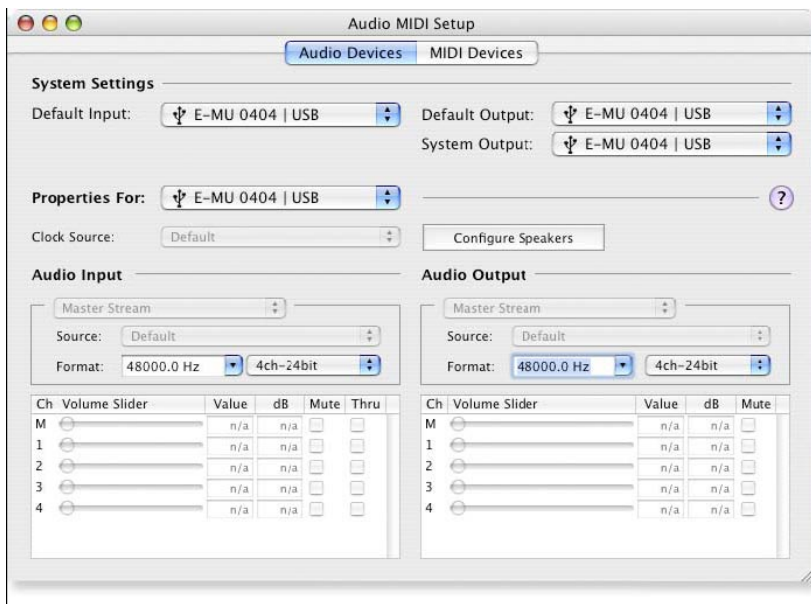 Audio MIDI Setup
Audio Devices MIDI Devices
System Settings
Default Input: E-MU 0404 | USB
Default Output: E-MU 0404 | USB
System Output: E-MU 0404 | USB
Properties For: E-MU 0404 | USB ?
Clock Source: Default
Configure Speakers
Audio Input
Master Stream
Source: Default
Format: 48000.0 Hz 4ch-24bit
Ch Volume Slider Value dB Mute Thru
M n/a n/a
1 n/a n/a
2 n/a n/a
3 n/a n/a
4 n/a n/a
Audio Output
Master Stream
Source: Default
Format: 48000.0 Hz 4ch-24bit
Ch Volume Slider Value dB Mute
M n/a n/a
1 n/a n/a
2 n/a n/a
3 n/a n/a
4 n/a n/a